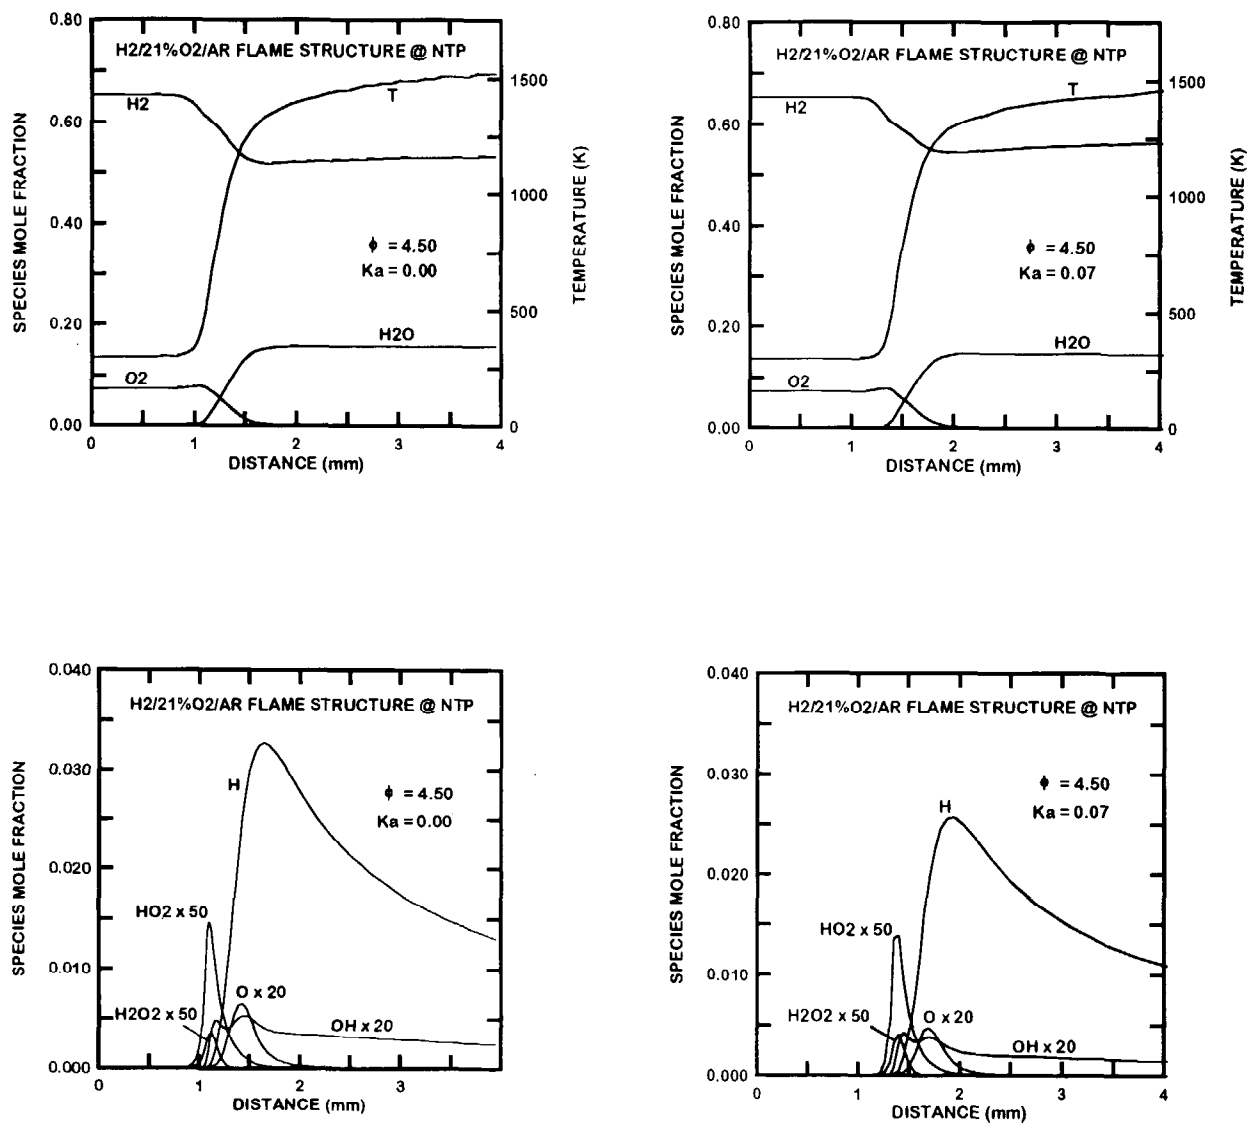 0.80
H2/21%O2/AR FLAME STRUCTURE @ NTP
T
1500
H2
0.60
SPECIES MOLE FRACTION
TEMPERATURE (K)
1000
0.40
ϕ = 4.50
Ka = 0.00
500
0.20
H2O
O2
0.00
0
0 1 2 3 4
DISTANCE (mm)
0.80
H2/21%O2/AR FLAME STRUCTURE @ NTP
T
1500
H2
0.60
SPECIES MOLE FRACTION
TEMPERATURE (K)
1000
0.40
ϕ = 4.50
Ka = 0.07
500
0.20
H2O
O2
0.00
0
0 1 2 3 4
DISTANCE (mm)
0.040
H2/21%O2/AR FLAME STRUCTURE @ NTP
SPECIES MOLE FRACTION
0.030
H
ϕ = 4.50
Ka = 0.00
0.020
HO2 x 50
0.010
O x 20
H2O2 x 50
OH x 20
0.000
0 1 2 3
DISTANCE (mm)
0.040
H2/21%O2/AR FLAME STRUCTURE @ NTP
SPECIES MOLE FRACTION
0.030
ϕ = 4.50
H
Ka = 0.07
0.020
HO2 x 50
0.010
H2O2 x 50
O x 20
OH x 20
0.000
0 1 2 3 4
DISTANCE (mm)